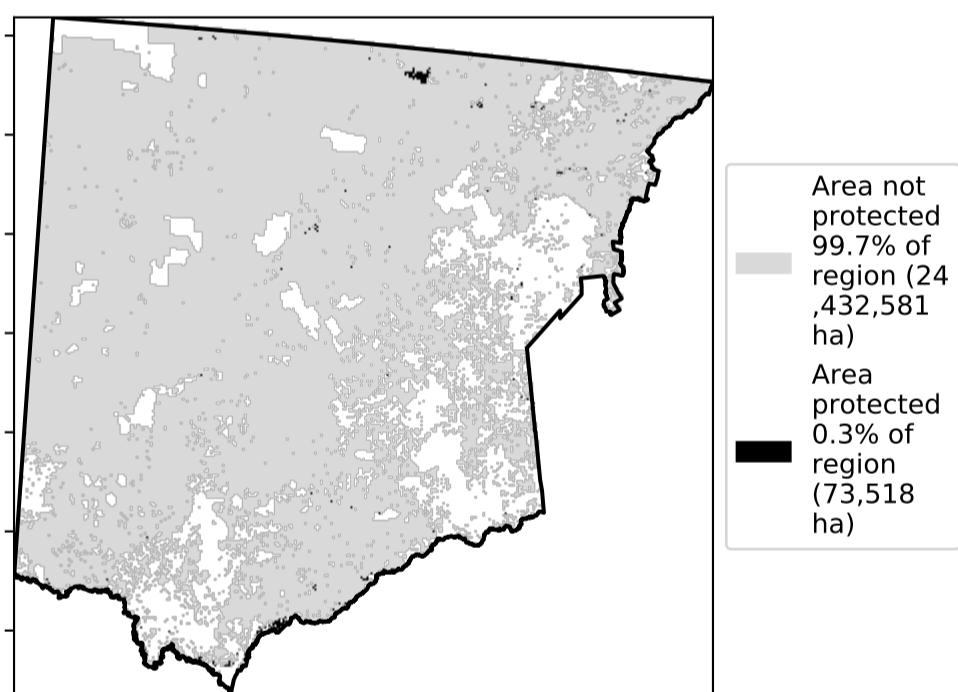 Area not
protected
99.7% of
region (24
,432,581
ha)
Area
protected
0.3% of
region
(73,518
ha)